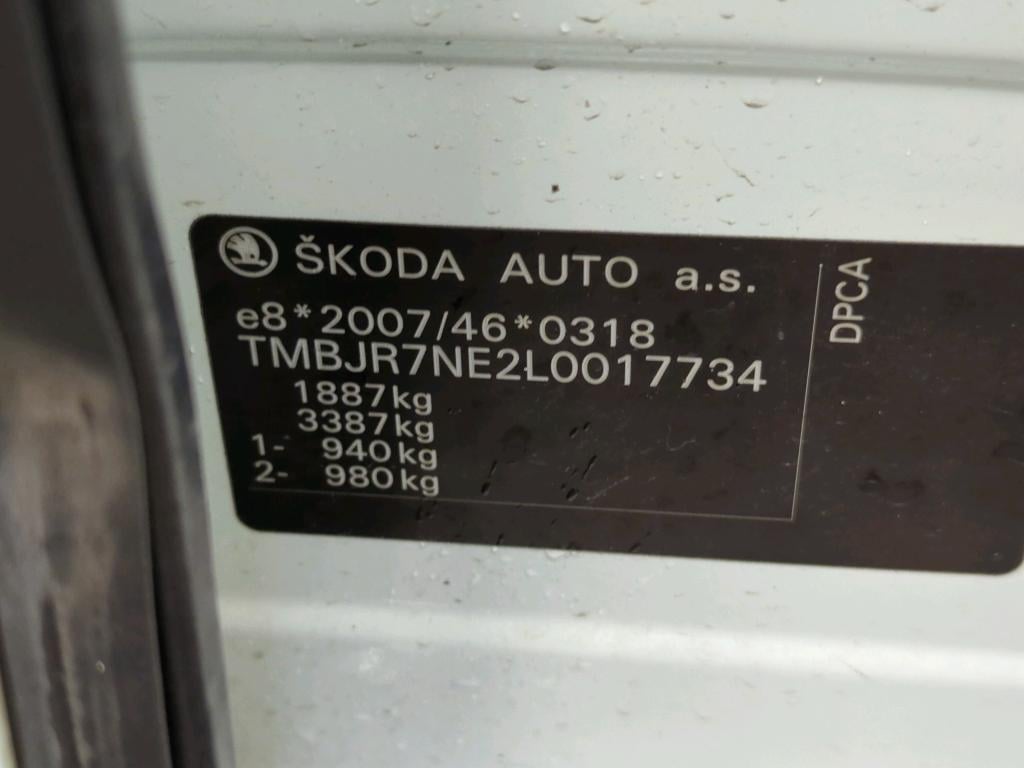 ŠKODA AUTO a.s.
e8*2007/46*0318
TMBJR7NE2L0017734
1887kg
3387kg
1- 940kg
2- 980kg
DPCA